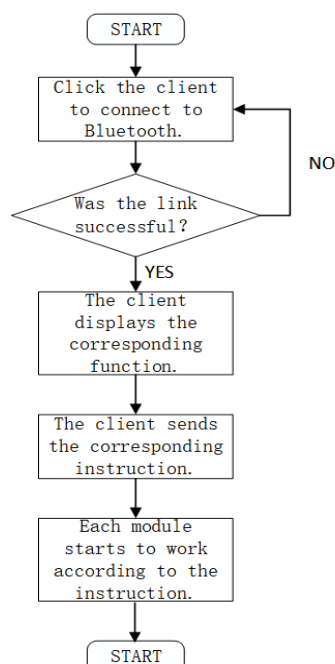 START
Click the client
to connect to
Bluetooth.
NO
Was the link
successful?
YES
The client
displays the
corresponding
function.
The client sends
the corresponding
instruction.
Each module
starts to work
according to the
instruction.
START